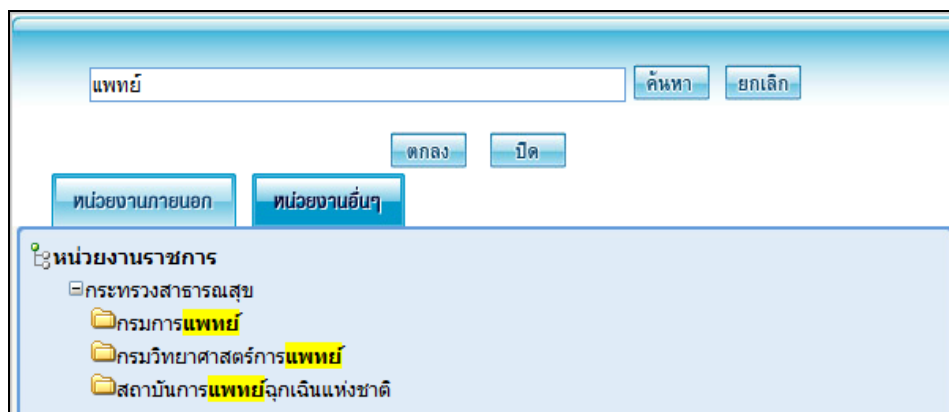 แพทย์ ค้นหา ยกเลิก
ตกลง ปิด
หน่วยงานภายนอก หน่วยงานอื่นๆ
หน่วยงานราชการ
กระทรวงสาธารณสุข
กรมการแพทย์
กรมวิทยาศาสตร์การแพทย์
สถาบันการแพทย์ฉุกเฉินแห่งชาติ